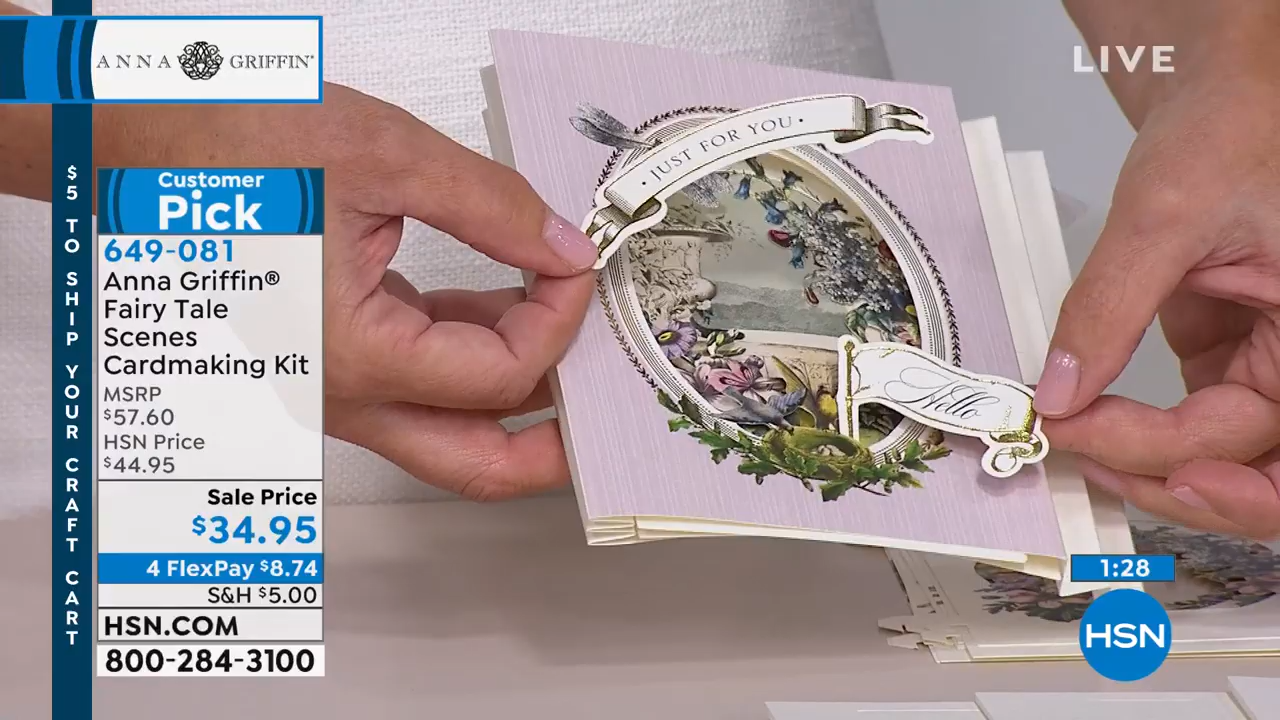 ANNA GRIFFIN®
LIVE
$5 TO SHIP YOUR CRAFT CART
Customer
Pick
649-081
Anna Griffin®
Fairy Tale
Scenes
Cardmaking Kit
MSRP
$57.60
HSN Price
$44.95
Sale Price
$34.95
4 FlexPay $8.74
S&H $5.00
HSN.COM
800-284-3100
• JUST FOR YOU •
Hello
1:28
HSN